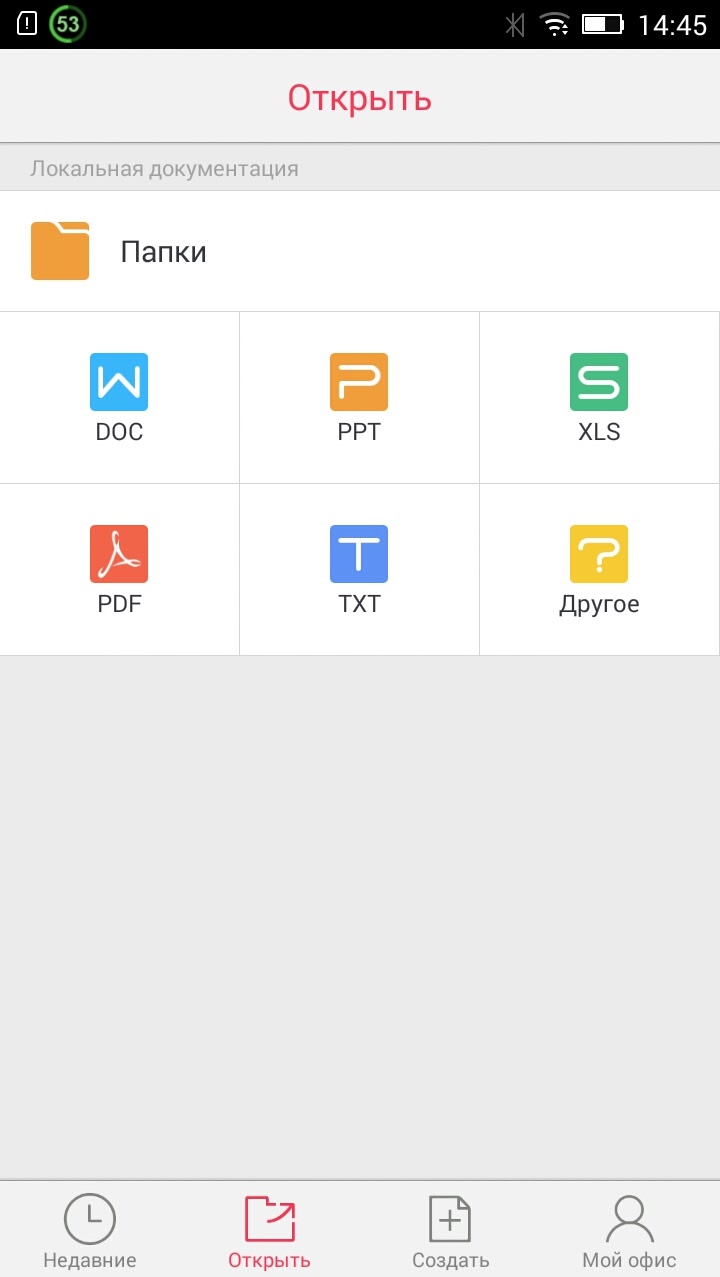 53
14:45
Открыть
Локальная документация
Папки
DOC
PPT
XLS
PDF
TXT
Другое
Недавние
Открыть
Создать
Мой офис